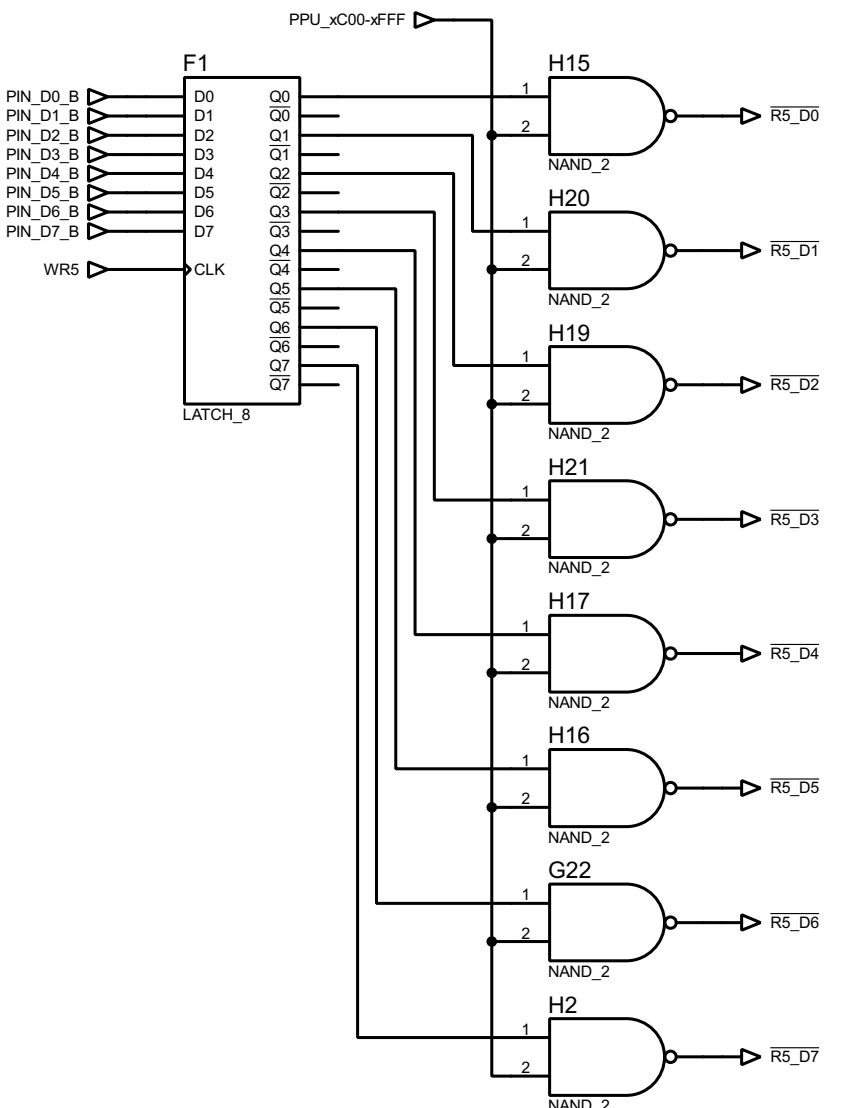 PPU_xC00-xFFF
F1
PIN_D0_B D0 Q0
Q0
PIN_D1_B D1 Q1
PIN_D2_B D2 Q1
PIN_D3_B D3 Q2
PIN_D4_B D4 Q2
PIN_D5_B D5 Q3
PIN_D6_B D6 Q3
PIN_D7_B D7 Q4
WR5 CLK Q4
Q5
Q5
Q6
Q6
Q7
Q7
LATCH_8
H15
1
2
NAND_2
R5_D0
H20
1
2
NAND_2
R5_D1
H19
1
2
NAND_2
R5_D2
H21
1
2
NAND_2
R5_D3
H17
1
2
NAND_2
R5_D4
H16
1
2
NAND_2
R5_D5
G22
1
2
NAND_2
R5_D6
H2
1
2
NAND_2
R5_D7